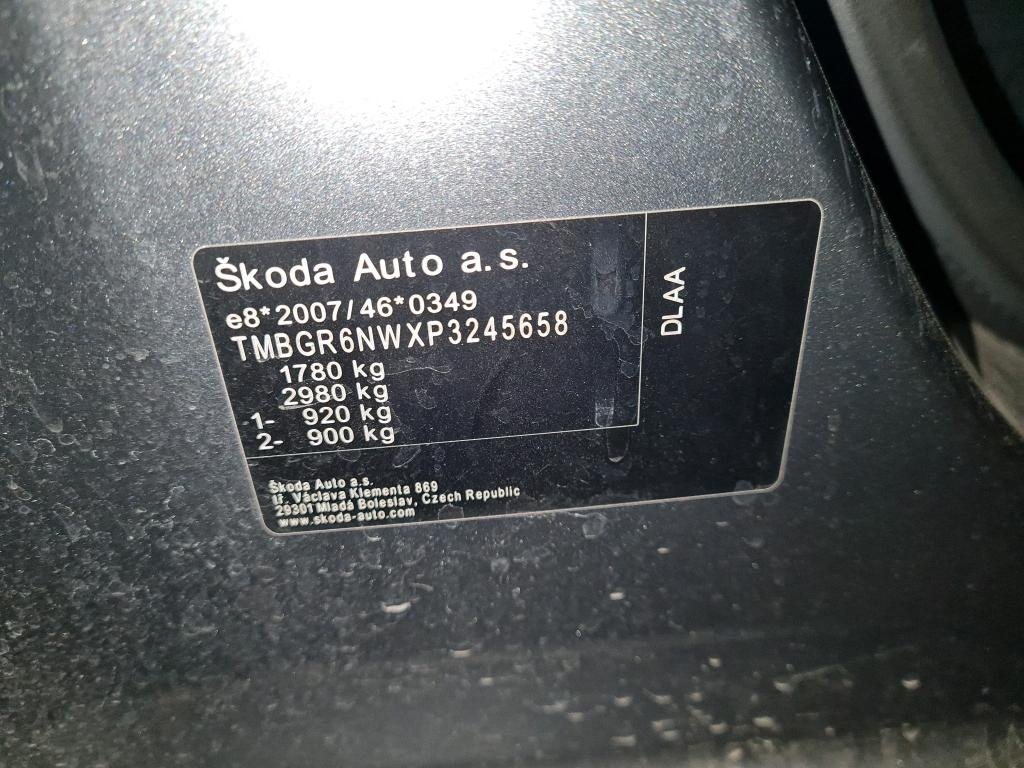 Škoda Auto a.s.
e8*2007/46*0349
TMBGR6NWXP3245658
1780 kg
2980 kg
1- 920 kg
2- 900 kg
DLAA
Škoda Auto a.s.
tř. Václava Klementa 869
29301 Mladá Boleslav, Czech Republic
www.skoda-auto.com